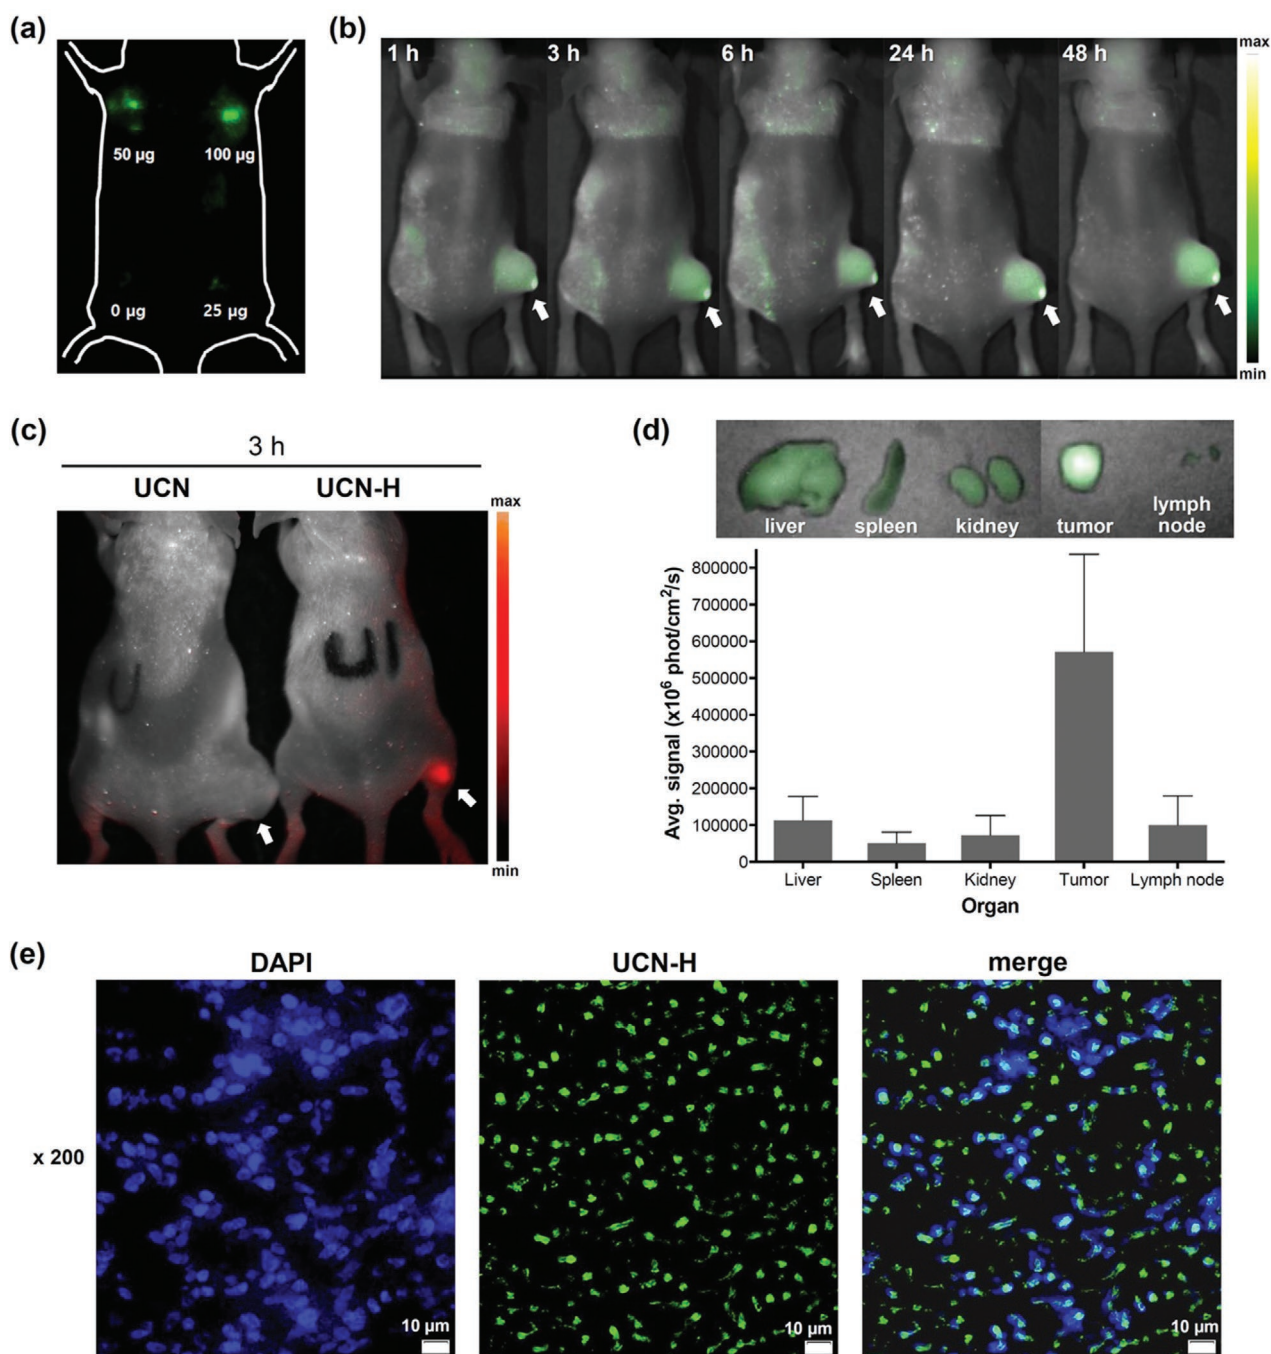 (a)
50 µg
100 µg
0 µg
25 µg
(b)
1 h
3 h
6 h
24 h
48 h
max
min
(c)
3 h
UCN
UCN-H
max
min
U
UI
(d)
liver
spleen
kidney
tumor
lymph
node
Avg. signal (x10⁶ phot/cm²/s)
800000
700000
600000
500000
400000
300000
200000
100000
0
Liver
Spleen
Kidney
Tumor
Lymph node
Organ
(e)
DAPI
UCN-H
merge
x 200
10 µm
10 µm
10 µm